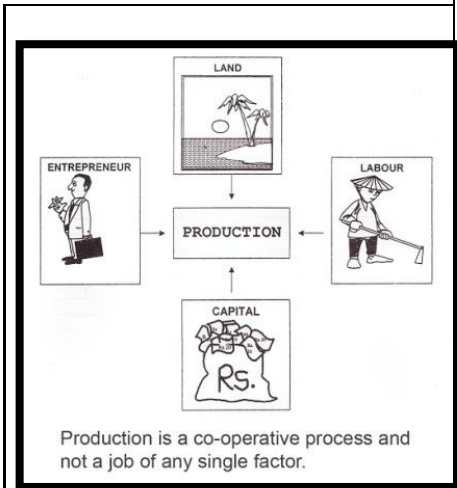 LAND
ENTREPRENEUR
LABOUR
PRODUCTION
CAPITAL
Rs.
Production is a co-operative process and
not a job of any single factor.